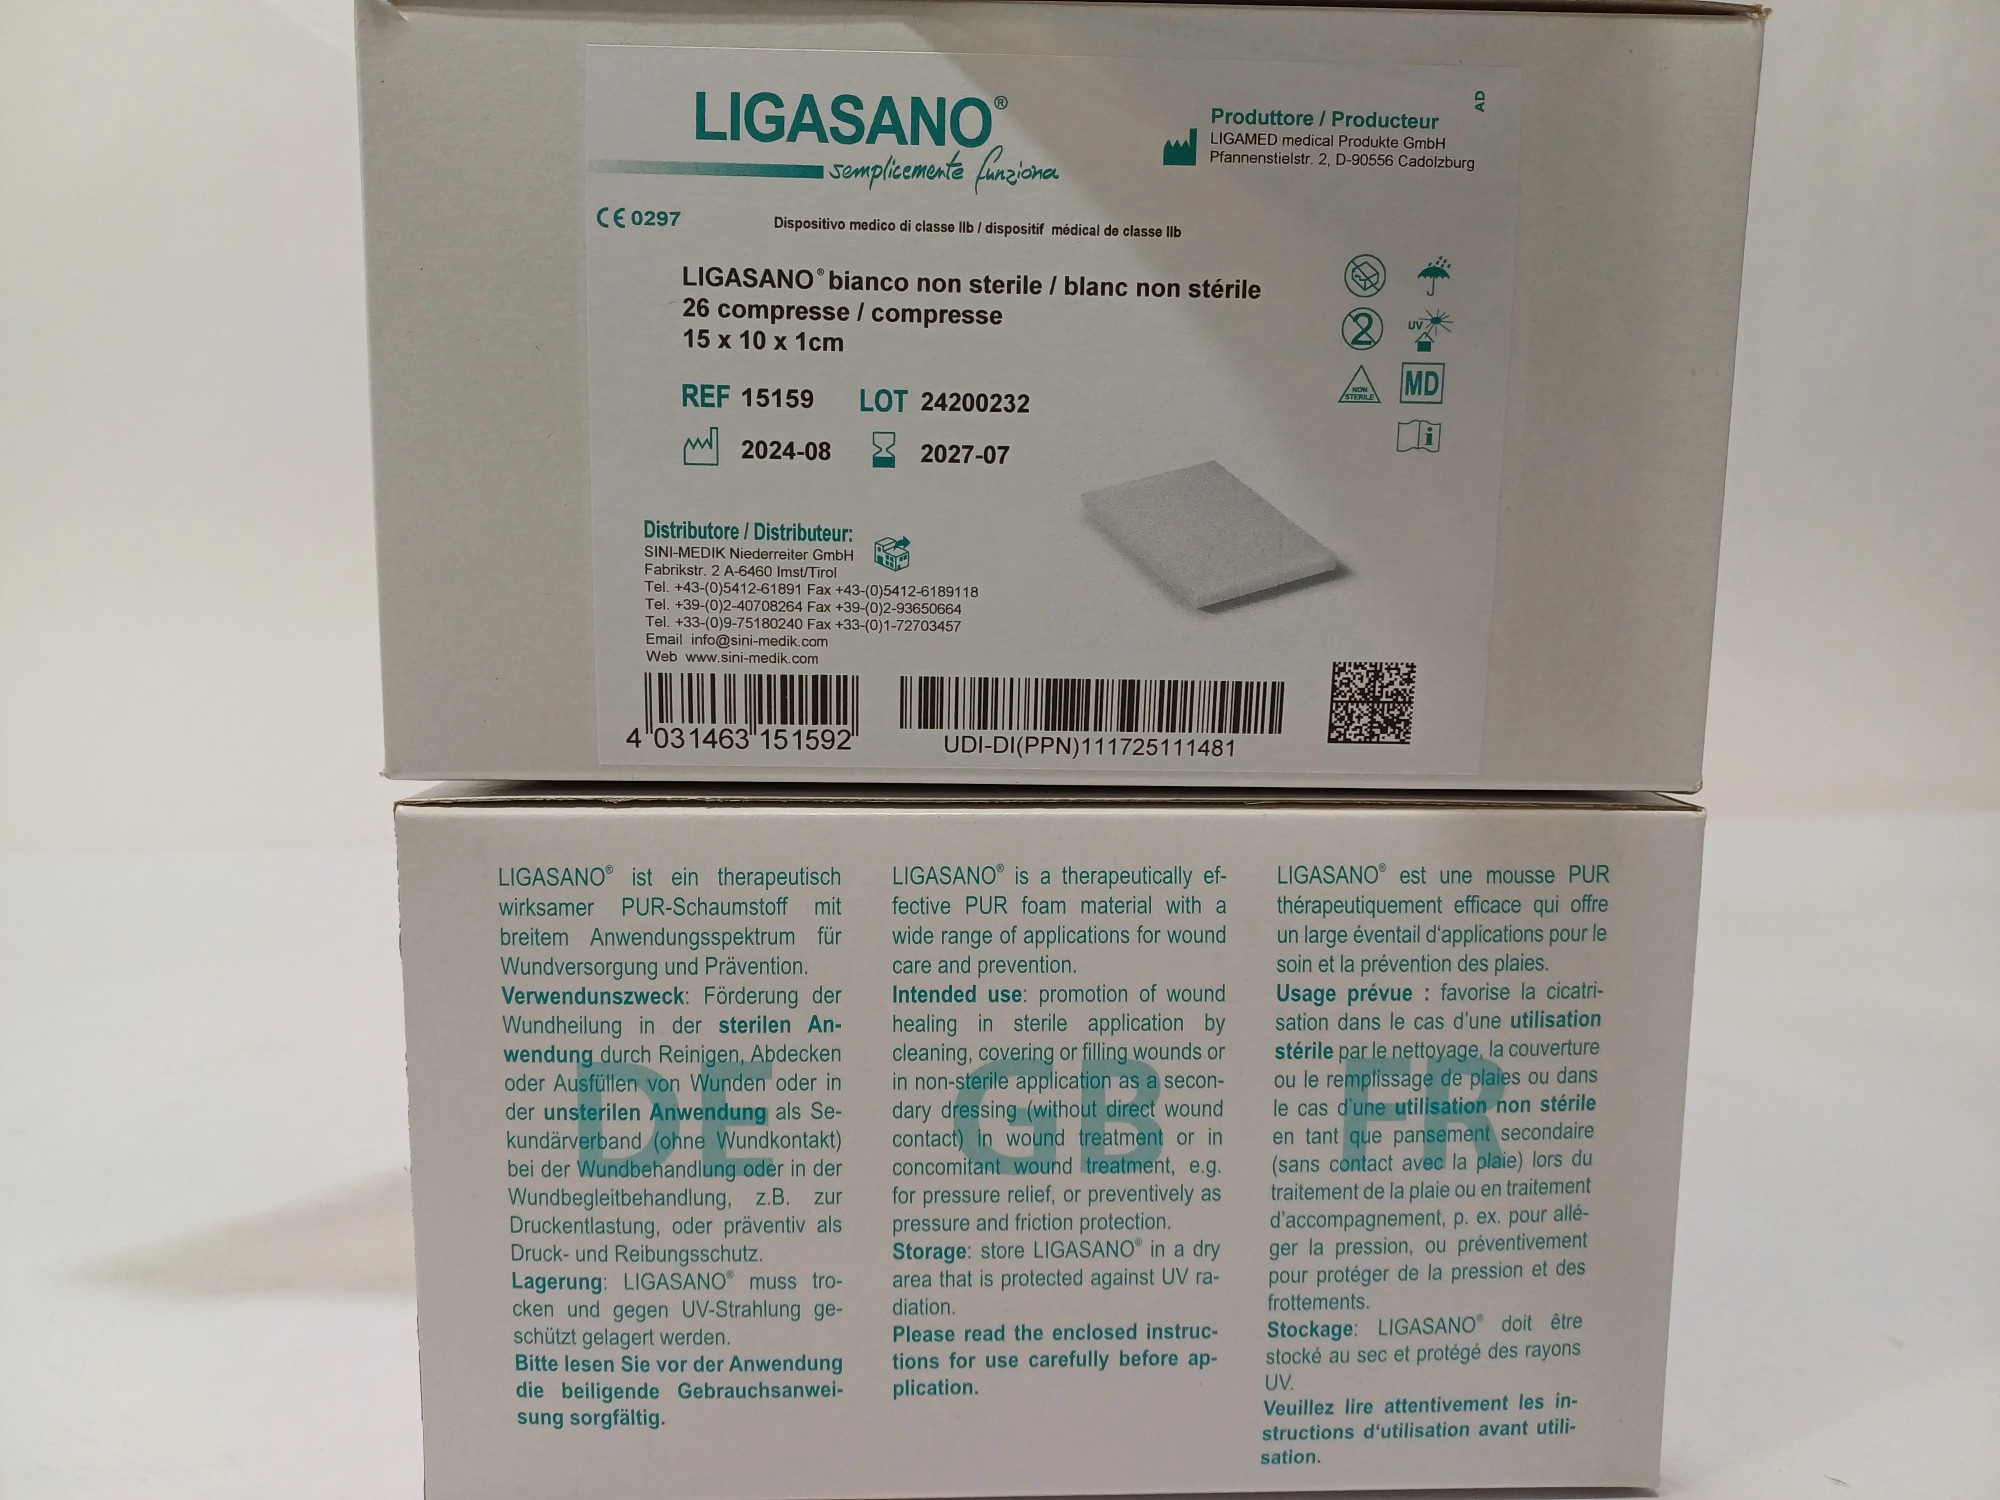 LIGASANO®
semplicemente funziona
AD
Produttore / Producteur
LIGAMED medical Produkte GmbH
Pfannenstielstr. 2, D-90556 Cadolzburg
CE 0297
Dispositivo medico di classe IIb / dispositif médical de classe IIb
LIGASANO® bianco non sterile / blanc non stérile
26 compresse / compresse
15 x 10 x 1cm
2
UV
NON
STERILE
MD
i
REF 15159 LOT 24200232
2024-08 2027-07
Distributore / Distributeur:
SINI-MEDIK Niederreiter GmbH
Fabrikstr. 2 A-6460 Imst/Tirol
Tel. +43-(0)5412-61891 Fax +43-(0)5412-6189118
Tel. +39-(0)2-40708264 Fax +39-(0)2-93650664
Tel. +33-(0)9-75180240 Fax +33-(0)1-72703457
Email info@sini-medik.com
Web www.sini-medik.com
4 031463 151592
UDI-DI(PPN)111725111481
LIGASANO® ist ein therapeutisch
wirksamer PUR-Schaumstoff mit
breitem Anwendungsspektrum für
Wundversorgung und Prävention.
Verwendunszweck: Förderung der
Wundheilung in der sterilen An-
wendung durch Reinigen, Abdecken
oder Ausfüllen von Wunden oder in
der unsterilen Anwendung als Se-
kundärverband (ohne Wundkontakt)
bei der Wundbehandlung oder in der
Wundbegleitbehandlung, z.B. zur
Druckentlastung, oder präventiv als
Druck- und Reibungsschutz.
Lagerung: LIGASANO® muss tro-
cken und gegen UV-Strahlung ge-
schützt gelagert werden.
Bitte lesen Sie vor der Anwendung
die beiligende Gebrauchsanwei-
sung sorgfältig.
DE
LIGASANO® is a therapeutically ef-
fective PUR foam material with a
wide range of applications for wound
care and prevention.
Intended use: promotion of wound
healing in sterile application by
cleaning, covering or filling wounds or
in non-sterile application as a secon-
dary dressing (without direct wound
contact) in wound treatment or in
concomitant wound treatment, e.g.
for pressure relief, or preventively as
pressure and friction protection.
Storage: store LIGASANO® in a dry
area that is protected against UV ra-
diation.
Please read the enclosed instruc-
tions for use carefully before ap-
plication.
GB
LIGASANO® est une mousse PUR
thérapeutiquement efficace qui offre
un large éventail d'applications pour le
soin et la prévention des plaies.
Usage prévue : favorise la cicatri-
sation dans le cas d'une utilisation
stérile par le nettoyage, la couverture
ou le remplissage de plaies ou dans
le cas d'une utilisation non stérile
en tant que pansement secondaire
(sans contact avec la plaie) lors du
traitement de la plaie ou en traitement
d'accompagnement, p. ex. pour allé-
ger la pression, ou préventivement
pour protéger de la pression et des
frottements.
Stockage: LIGASANO® doit être
stocké au sec et protégé des rayons
UV.
Veuillez lire attentivement les in-
structions d'utilisation avant utili-
sation.
FR